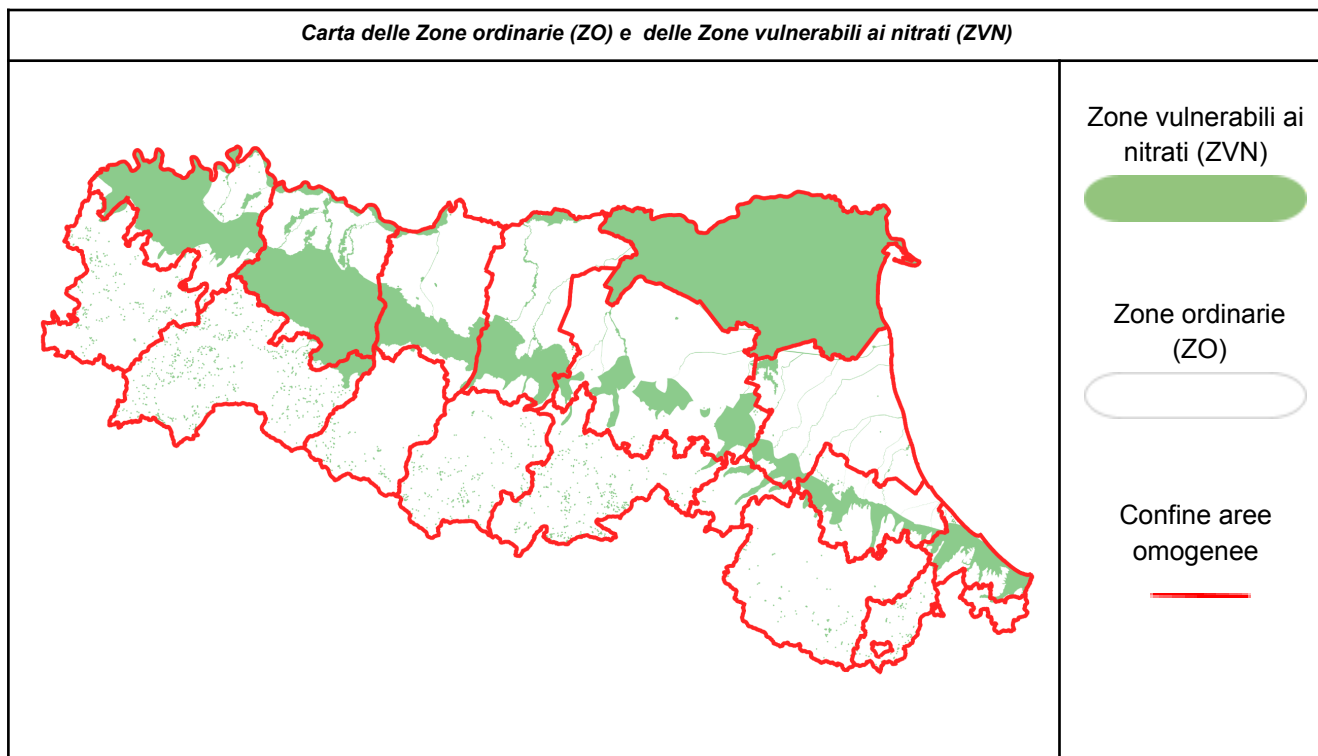 Carta delle Zone ordinarie (ZO) e delle Zone vulnerabili ai nitrati (ZVN)
Zone vulnerabili ai
nitrati (ZVN)
Zone ordinarie
(ZO)
Confine aree
omogenee